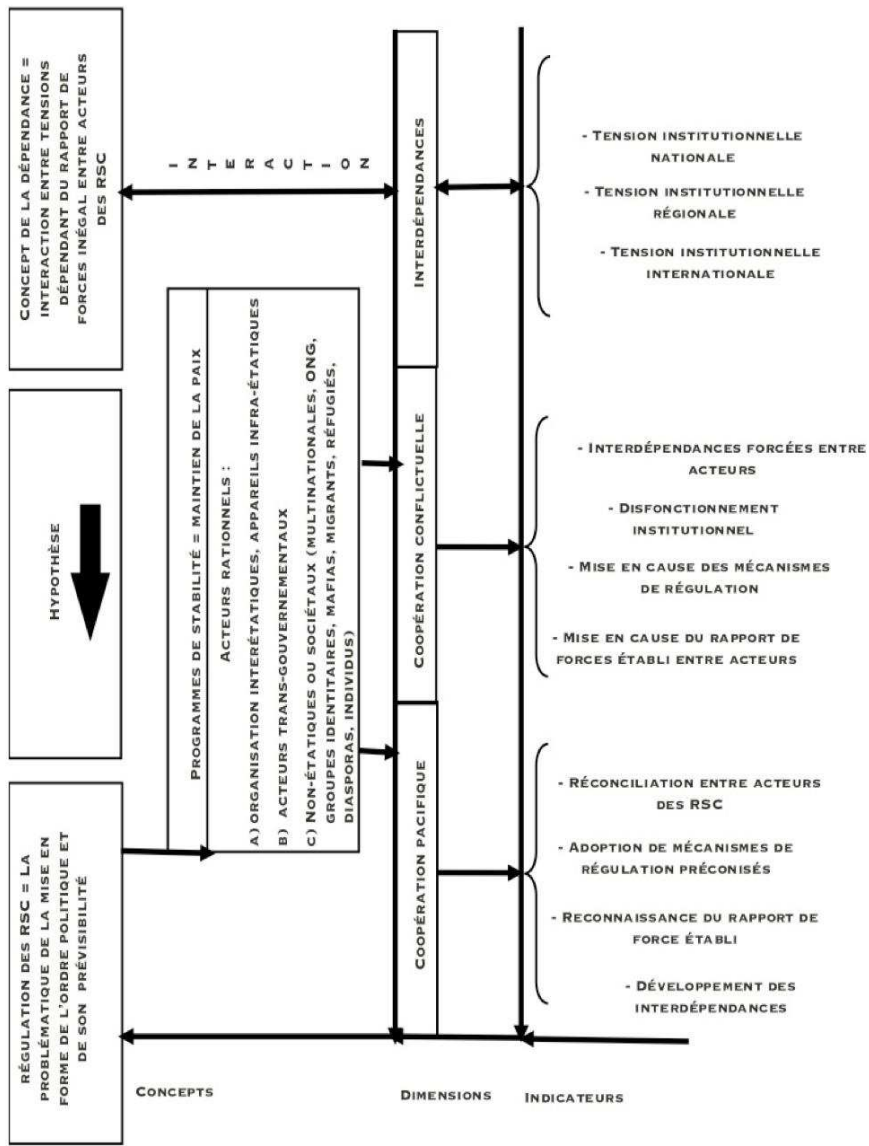 RÉGULATION DES RSC = LA
PROBLÉMATIQUE DE LA MISE EN
FORME DE L'ORDRE POLITIQUE ET
DE SON PRÉVISIBILITÉ
HYPOTHÈSE
CONCEPT DE LA DÉPENDANCE =
INTERACTION ENTRE TENSIONS
DÉPENDANT DU RAPPORT DE
FORCES INÉGAL ENTRE ACTEURS
DES RSC
CONCEPTS
PROGRAMMES DE STABILITÉ = MAINTIEN DE LA PAIX
ACTEURS RATIONNELS :
A) ORGANISATION INTERÉTATIQUES, APPAREILS INFRA-ÉTATIQUES
B) ACTEURS TRANS-GOUVERNEMENTAUX
C) NON-ÉTATIQUES OU SOCIÉTAUX (MULTINATIONALES, ONG,
GROUPES IDENTITAIRES, MAFIAS, MIGRANTS, RÉFUGIÉS,
DIASPORAS, INDIVIDUS)
INTERACTION
DIMENSIONS
COOPÉRATION PACIFIQUE
COOPÉRATION CONFLICTUELLE
INTERDÉPENDANCES
INDICATEURS
- TENSION INSTITUTIONNELLE
NATIONALE
- TENSION INSTITUTIONNELLE
RÉGIONALE
- TENSION INSTITUTIONNELLE
INTERNATIONALE
- INTERDÉPENDANCES FORCÉES ENTRE
ACTEURS
- DISFONCTIONNEMENT
INSTITUTIONNEL
- MISE EN CAUSE DES MÉCANISMES
DE RÉGULATION
- MISE EN CAUSE DU RAPPORT DE
FORCES ÉTABLI ENTRE ACTEURS
- RÉCONCILIATION ENTRE ACTEURS
DES RSC
- ADOPTION DE MÉCANISMES DE
RÉGULATION PRÉCONISÉS
- RECONNAISSANCE DU RAPPORT DE
FORCE ÉTABLI
- DÉVELOPPEMENT DES
INTERDÉPENDANCES